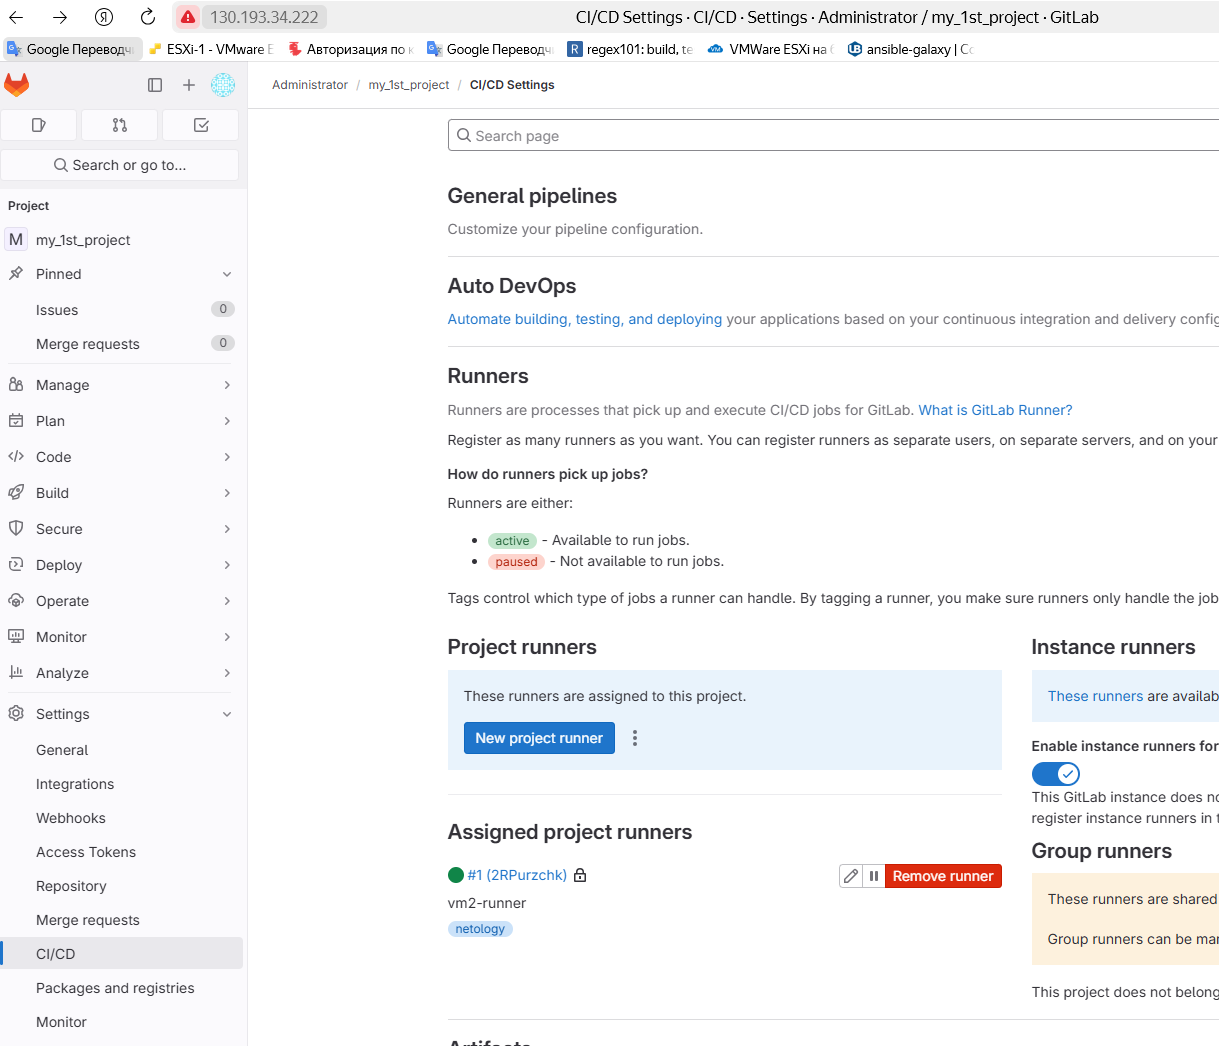 130.193.34.222
CI/CD Settings · CI/CD · Settings · Administrator / my_1st_project · GitLab
Google Переводч
ESXi-1 - VMware E
Авторизация по к
Google Переводч
regex101: build, te
VMWare ESXi на б
ansible-galaxy | Co
Administrator / my_1st_project / CI/CD Settings
Search or go to...
Project
M my_1st_project
Pinned
Issues 0
Merge requests 0
Manage
Plan
Code
Build
Secure
Deploy
Operate
Monitor
Analyze
Settings
General
Integrations
Webhooks
Access Tokens
Repository
Merge requests
CI/CD
Packages and registries
Monitor
Search page
General pipelines
Customize your pipeline configuration.
Auto DevOps
Automate building, testing, and deploying your applications based on your continuous integration and delivery config
Runners
Runners are processes that pick up and execute CI/CD jobs for GitLab. What is GitLab Runner?
Register as many runners as you want. You can register runners as separate users, on separate servers, and on your
How do runners pick up jobs?
Runners are either:
active - Available to run jobs.
paused - Not available to run jobs.
Tags control which type of jobs a runner can handle. By tagging a runner, you make sure runners only handle the job
Project runners
These runners are assigned to this project.
New project runner
Assigned project runners
#1 (2RPurzchk)
Remove runner
vm2-runner
netology
Instance runners
These runners are availab
Enable instance runners for
This GitLab instance does no
register instance runners in t
Group runners
These runners are shared
Group runners can be mar
This project does not belong
Artifacts